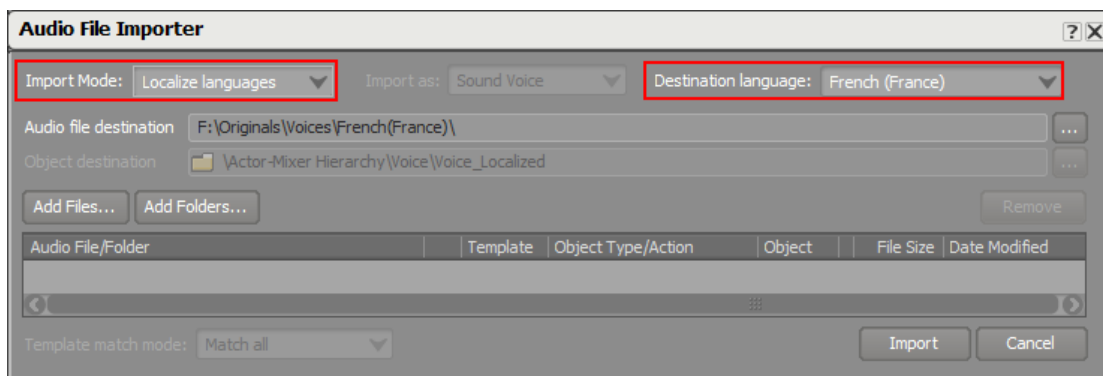 Audio File Importer
Import Mode: Localize languages Import as: Sound Voice Destination language: French (France)
Audio file destination F:\Originals\Voices\French(France)\ ...
Object destination \Actor-Mixer Hierarchy\Voice\Voice_Localized ...
Add Files... Add Folders... Remove
Audio File/Folder Template Object Type/Action Object File Size Date Modified
Template match mode: Match all Import Cancel